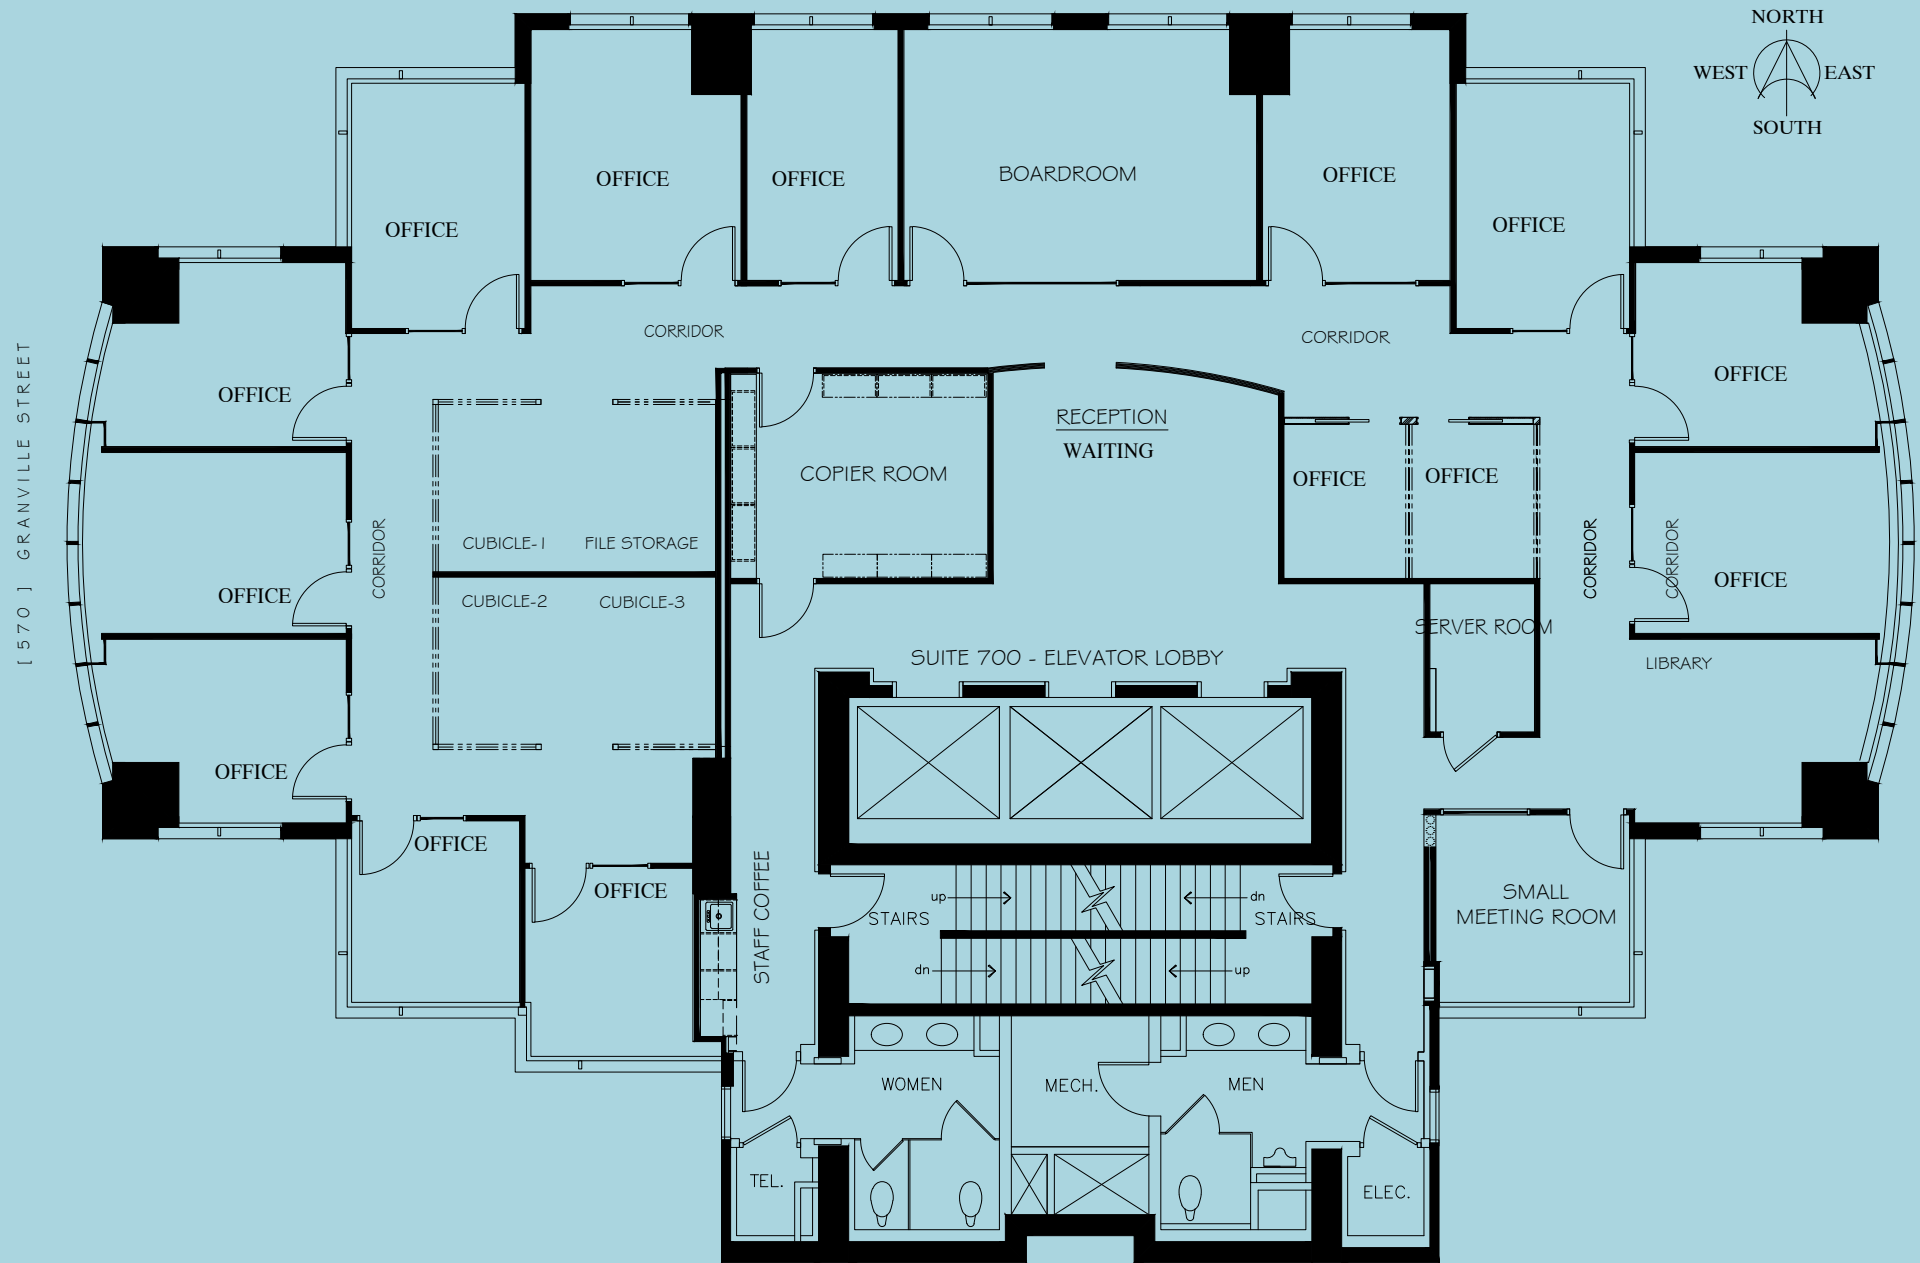 NORTH
WEST
EAST
SOUTH
OFFICE
OFFICE
BOARDROOM
OFFICE
OFFICE
OFFICE
CORRIDOR
CORRIDOR
OFFICE
OFFICE
RECEPTION
WAITING
COPIER ROOM
OFFICE
OFFICE
[ 570 ] GRANVILLE STREET
CORRIDOR
CUBICLE-1
FILE STORAGE
CORRIDOR
CORRIDOR
OFFICE
OFFICE
CUBICLE-2
CUBICLE-3
SERVER ROOM
SUITE 700 - ELEVATOR LOBBY
LIBRARY
OFFICE
OFFICE
OFFICE
STAFF COFFEE
up
dn
STAIRS
STAIRS
SMALL
MEETING ROOM
dn
up
WOMEN
MECH.
MEN
TEL.
ELEC.